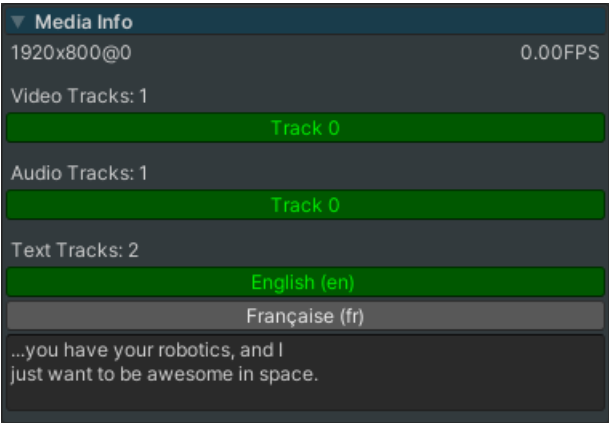 Media Info
1920x800@0 0.00FPS
Video Tracks: 1
Track 0
Audio Tracks: 1
Track 0
Text Tracks: 2
English (en)
Française (fr)
...you have your robotics, and I
just want to be awesome in space.